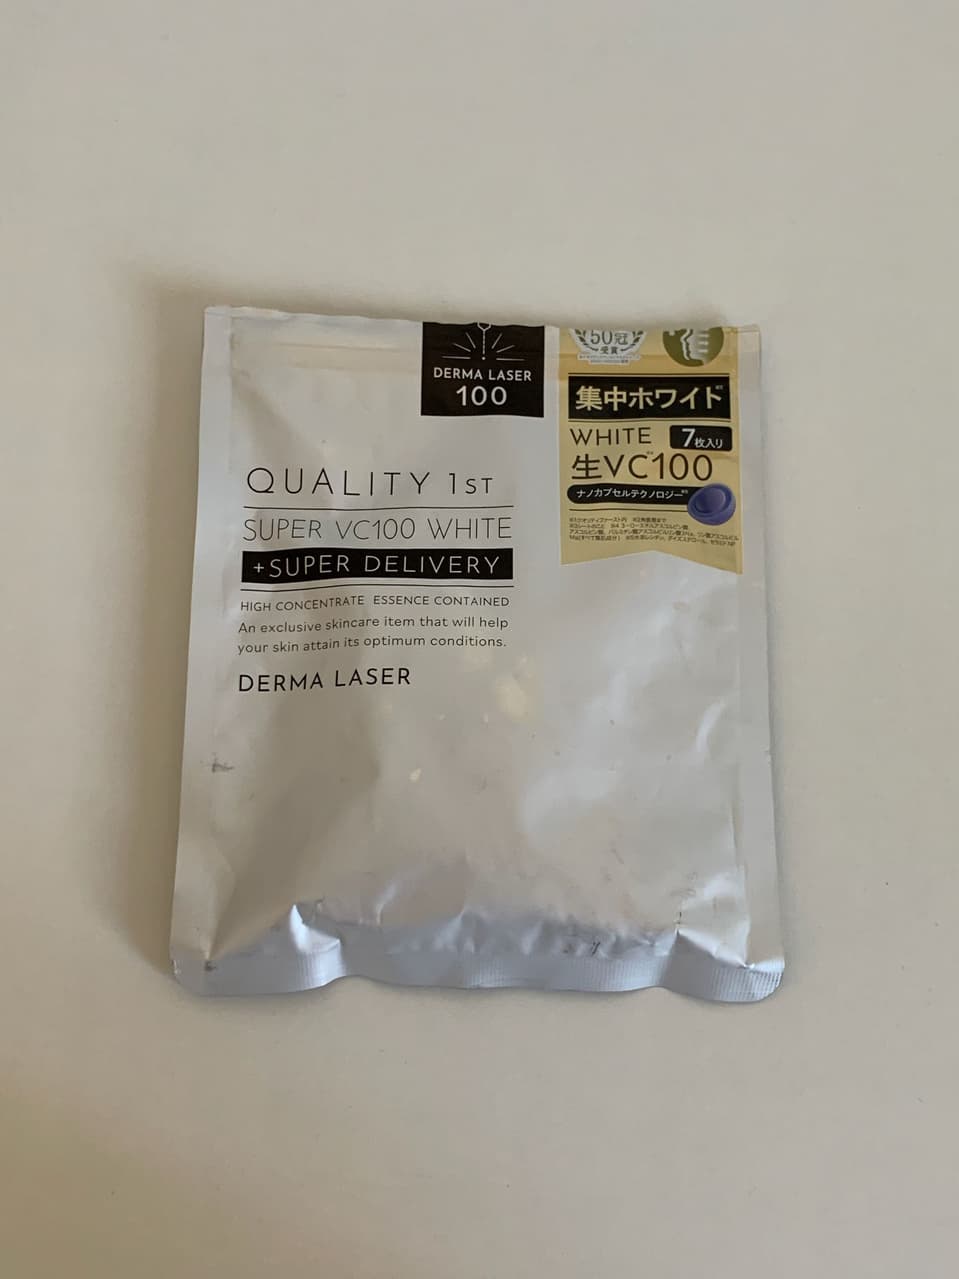 DERMA LASER
100
QUALITY 1ST
SUPER VC100 WHITE
+SUPER DELIVERY
HIGH CONCENTRATE ESSENCE CONTAINED
An exclusive skincare item that will help
your skin attain its optimum conditions.
DERMA LASER
50冠
受賞
集中ホワイト
WHITE 7枚入り
生VC100
ナノカプセルテクノロジー